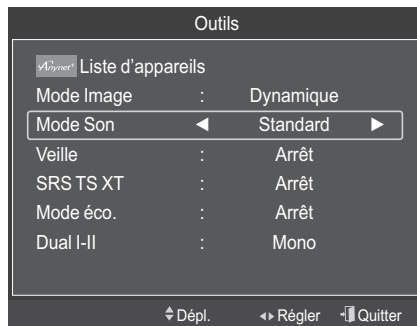 Outils
Anynet+ Liste d'appareils
Mode Image : Dynamique
Mode Son ◄ Standard ►
Veille : Arrêt
SRS TS XT : Arrêt
Mode éco. : Arrêt
Dual I-II : Mono
Dépl. Régler Quitter